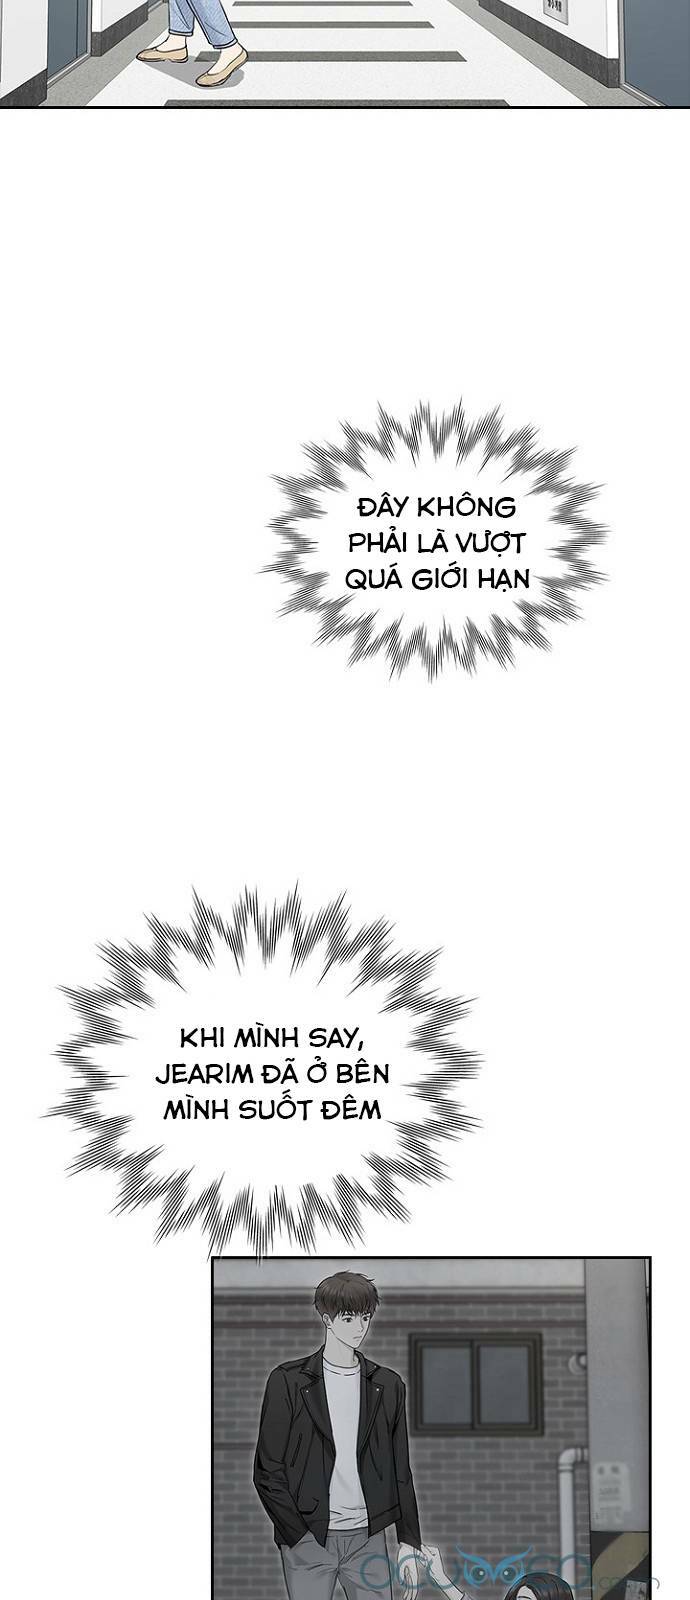 ĐÂY KHÔNG
PHẢI LÀ VƯỢT
QUÁ GIỚI HẠN
KHI MÌNH SAY,
JEARIM ĐÃ Ở BÊN
MÌNH SUỐT ĐÊM